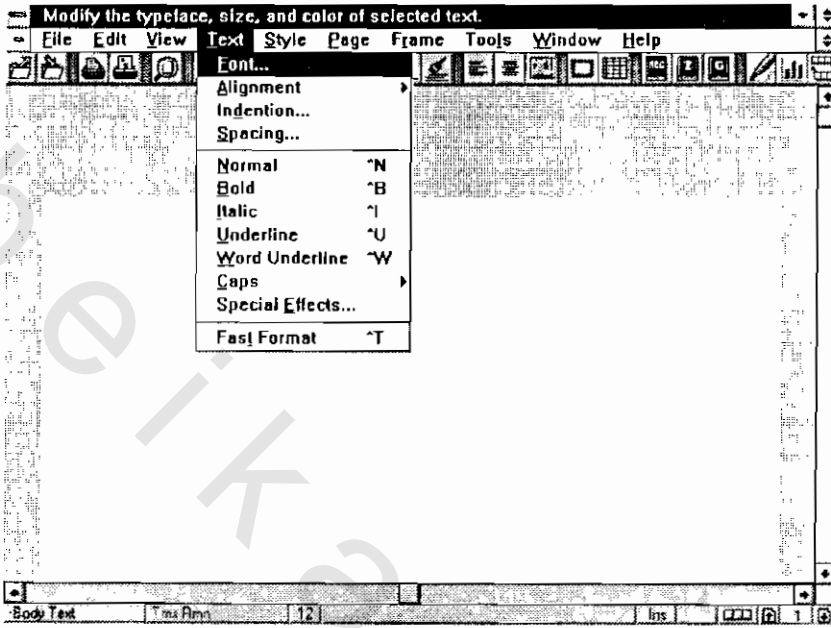 Modify the typeface, size, and color of selected text.
File Edit View Text Style Page Frame Tools Window Help
Font...
Alignment
Indention...
Spacing...
Normal ^N
Bold ^B
Italic ^I
Underline ^U
Word Underline ^W
Caps
Special Effects...
Fast Format ^T
Body Text Tms Rmn 12 Ins 1